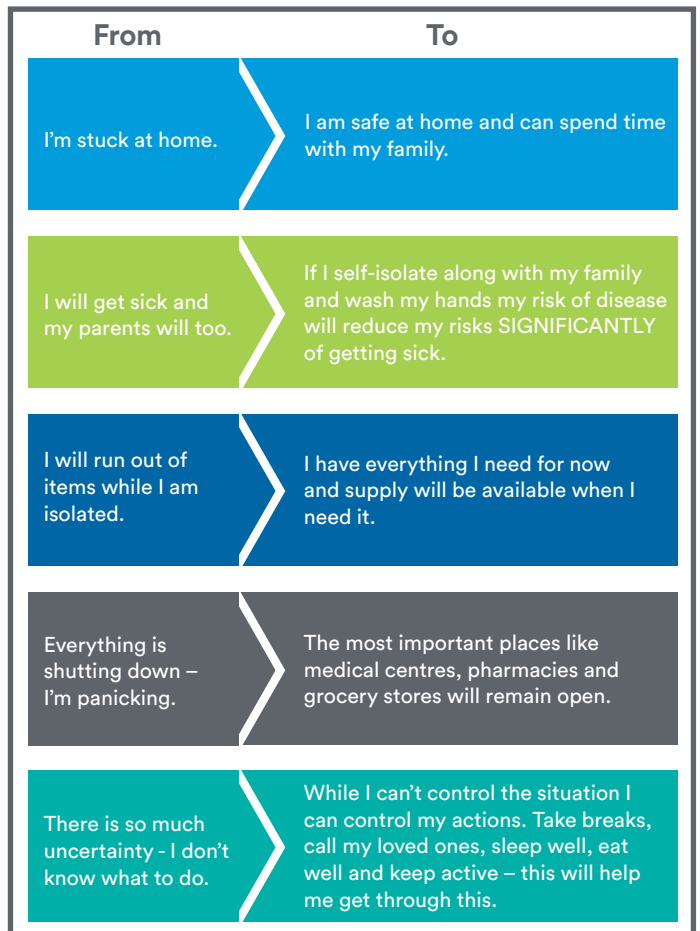 From
To
I'm stuck at home.
I am safe at home and can spend time
with my family.
I will get sick and
my parents will too.
If I self-isolate along with my family
and wash my hands my risk of disease
will reduce my risks SIGNIFICANTLY
of getting sick.
I will run out of
items while I am
isolated.
I have everything I need for now
and supply will be available when I
need it.
Everything is
shutting down –
I'm panicking.
The most important places like
medical centres, pharmacies and
grocery stores will remain open.
There is so much
uncertainty - I don't
know what to do.
While I can't control the situation I
can control my actions. Take breaks,
call my loved ones, sleep well, eat
well and keep active – this will help
me get through this.